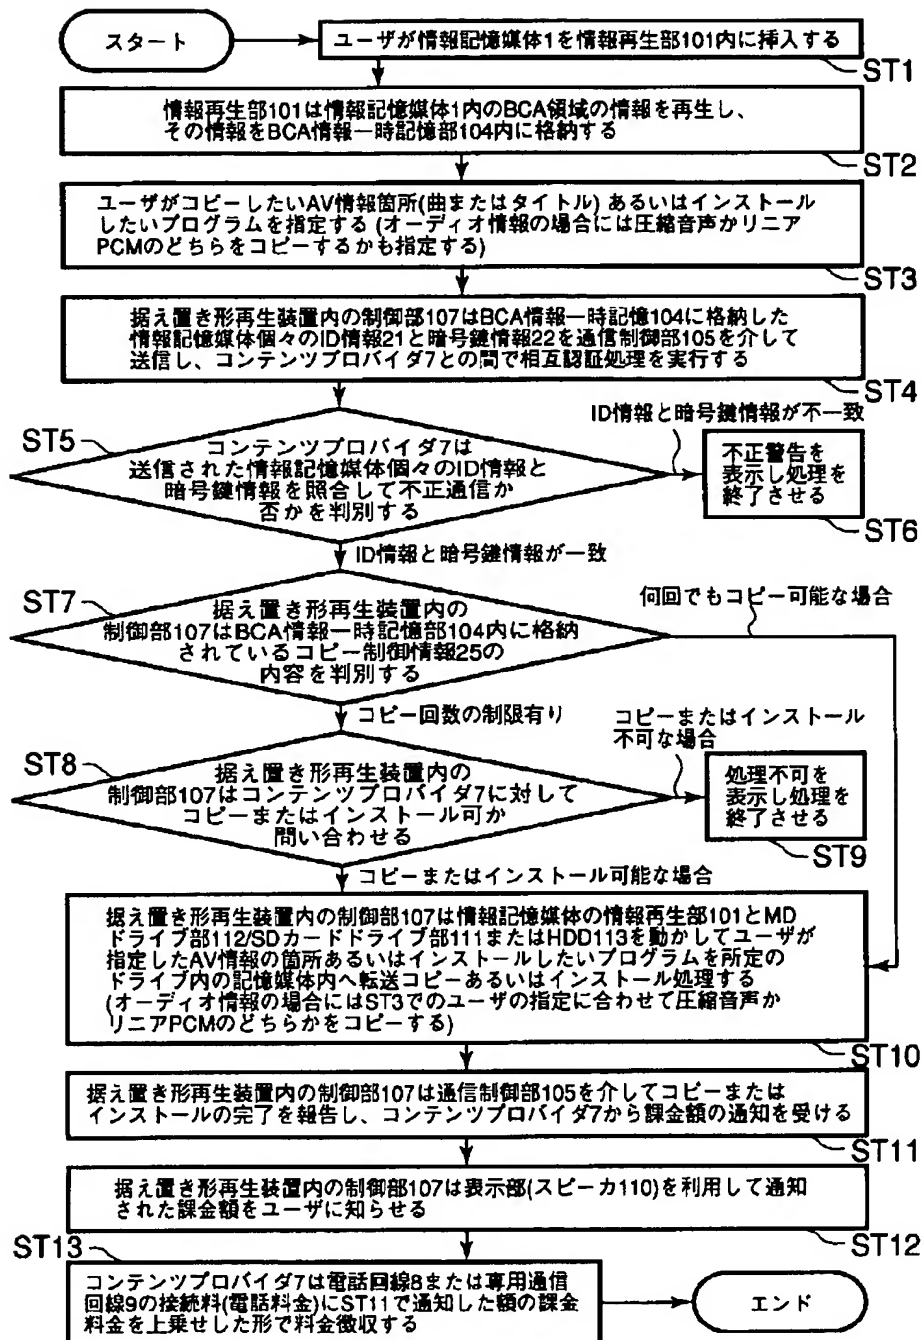 スタート
ユーザが情報記憶媒体1を情報再生部101内に挿入する
ST1
情報再生部101は情報記憶媒体1内のBCA領域の情報を再生し、
その情報をBCA情報一時記憶部104内に格納する
ST2
ユーザがコピーしたいAV情報箇所(曲またはタイトル)あるいはインストール
したいプログラムを指定する(オーディオ情報の場合には圧縮音声かリニア
PCMのどちらをコピーするかも指定する)
ST3
据え置き形再生装置内の制御部107はBCA情報一時記憶104に格納した
情報記憶媒体個々のID情報21と暗号鍵情報22を通信制御部105を介して
送信し、コンテンツプロバイダ7との間で相互認証処理を実行する
ST4
ID情報と暗号鍵情報が不一致
ST5
コンテンツプロバイダ7は
送信された情報記憶媒体個々のID情報と
暗号鍵情報を照合して不正通信か
否かを判別する
不正警告を
表示し処理を
終了させる
ST6
ID情報と暗号鍵情報が一致
ST7
据え置き形再生装置内の
制御部107はBCA情報一時記憶部104内に格納
されているコピー制御情報25の
内容を判別する
何回でもコピー可能な場合
コピー回数の制限有り
コピーまたはインストール
不可な場合
ST8
据え置き形再生装置内の
制御部107はコンテンツプロバイダ7に対して
コピーまたはインストール可か
問い合わせる
処理不可を
表示し処理を
終了させる
ST9
コピーまたはインストール可能な場合
据え置き形再生装置内の制御部107は情報記憶媒体の情報再生部101とMD
ドライブ部112/SDカードドライブ部111またはHDD113を動かしてユーザが
指定したAV情報の箇所あるいはインストールしたいプログラムを所定の
ドライブ内の記憶媒体内へ転送コピーあるいはインストール処理する
(オーディオ情報の場合にはST3でのユーザの指定に合わせて圧縮音声か
リニアPCMのどちらかをコピーする)
ST10
据え置き形再生装置内の制御部107は通信制御部105を介してコピーまたは
インストールの完了を報告し、コンテンツプロバイダ7から課金額の通知を受ける
ST11
据え置き形再生装置内の制御部107は表示部(スピーカ110)を利用して通知
された課金額をユーザに知らせる
ST12
ST13
コンテンツプロバイダ7は電話回線8または専用通信
回線9の接続料(電話料金)にST11で通知した額の課金
料金を上乗せした形で料金徴収する
エンド